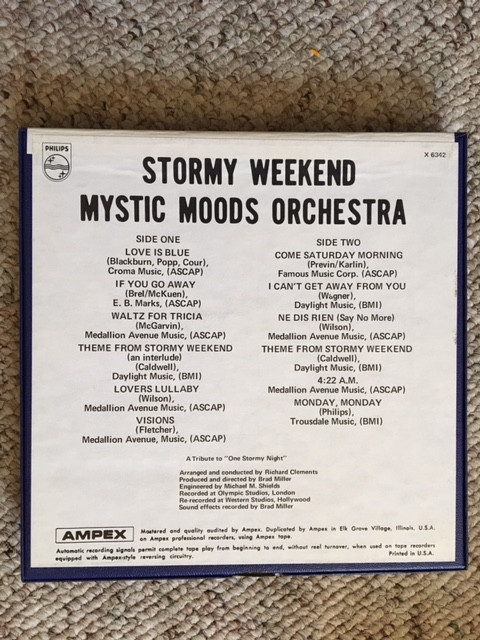 PHILIPS
X 6342
STORMY WEEKEND
MYSTIC MOODS ORCHESTRA
SIDE ONE
LOVE IS BLUE
(Blackburn, Popp, Cour),
Croma Music, (ASCAP)
IF YOU GO AWAY
(Brel/McKuen),
E. B. Marks, (ASCAP)
WALTZ FOR TRICIA
(McGarvin),
Medallion Avenue Music, (ASCAP)
THEME FROM STORMY WEEKEND
(an interlude)
(Caldwell),
Daylight Music, (BMI)
LOVERS LULLABY
(Wilson),
Medallion Avenue Music, (ASCAP)
VISIONS
(Fletcher),
Medallion Avenue, Music, (ASCAP)
SIDE TWO
COME SATURDAY MORNING
(Previn/Karlin),
Famous Music Corp. (ASCAP)
I CAN'T GET AWAY FROM YOU
(Wagner),
Daylight Music, (BMI)
NE DIS RIEN (Say No More)
(Wilson),
Medallion Avenue Music, (ASCAP)
THEME FROM STORMY WEEKEND
(Caldwell),
Daylight Music, (BMI)
4:22 A.M.
Medallion Avenue Music, (ASCAP)
MONDAY, MONDAY
(Philips),
Trousdale Music, (BMI)
A Tribute to "One Stormy Night"
Arranged and conducted by Richard Clements
Produced and directed by Brad Miller
Engineered by Michael M. Shields
Recorded at Olympic Studios, London
Re-recorded at Western Studios, Hollywood
Sound effects recorded by Brad Miller
AMPEX
Mastered and quality audited by Ampex. Duplicated by Ampex in Elk Grove Village, Illinois. U.S.A.
on Ampex professional recorders, using Ampex tape.
Automatic recording signals permit complete tape play from beginning to end, without reel turnover, when used on tape recorders
equipped with Ampex-style reversing circuitry.
Printed in U.S.A.